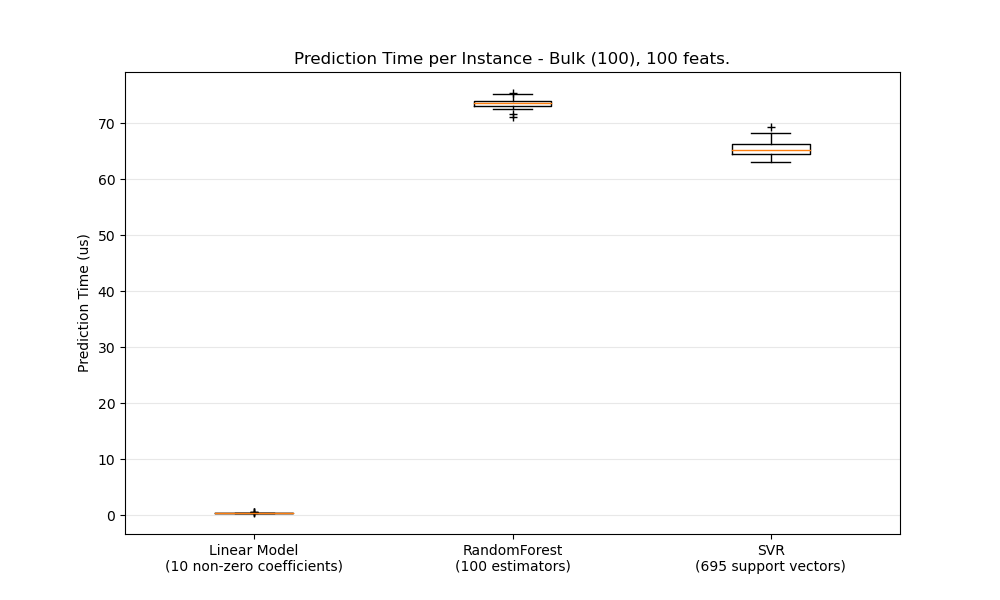 Prediction Time per Instance - Bulk (100), 100 feats.
Prediction Time (us)
70
60
50
40
30
20
10
0
Linear Model
(10 non-zero coefficients)
RandomForest
(100 estimators)
SVR
(695 support vectors)